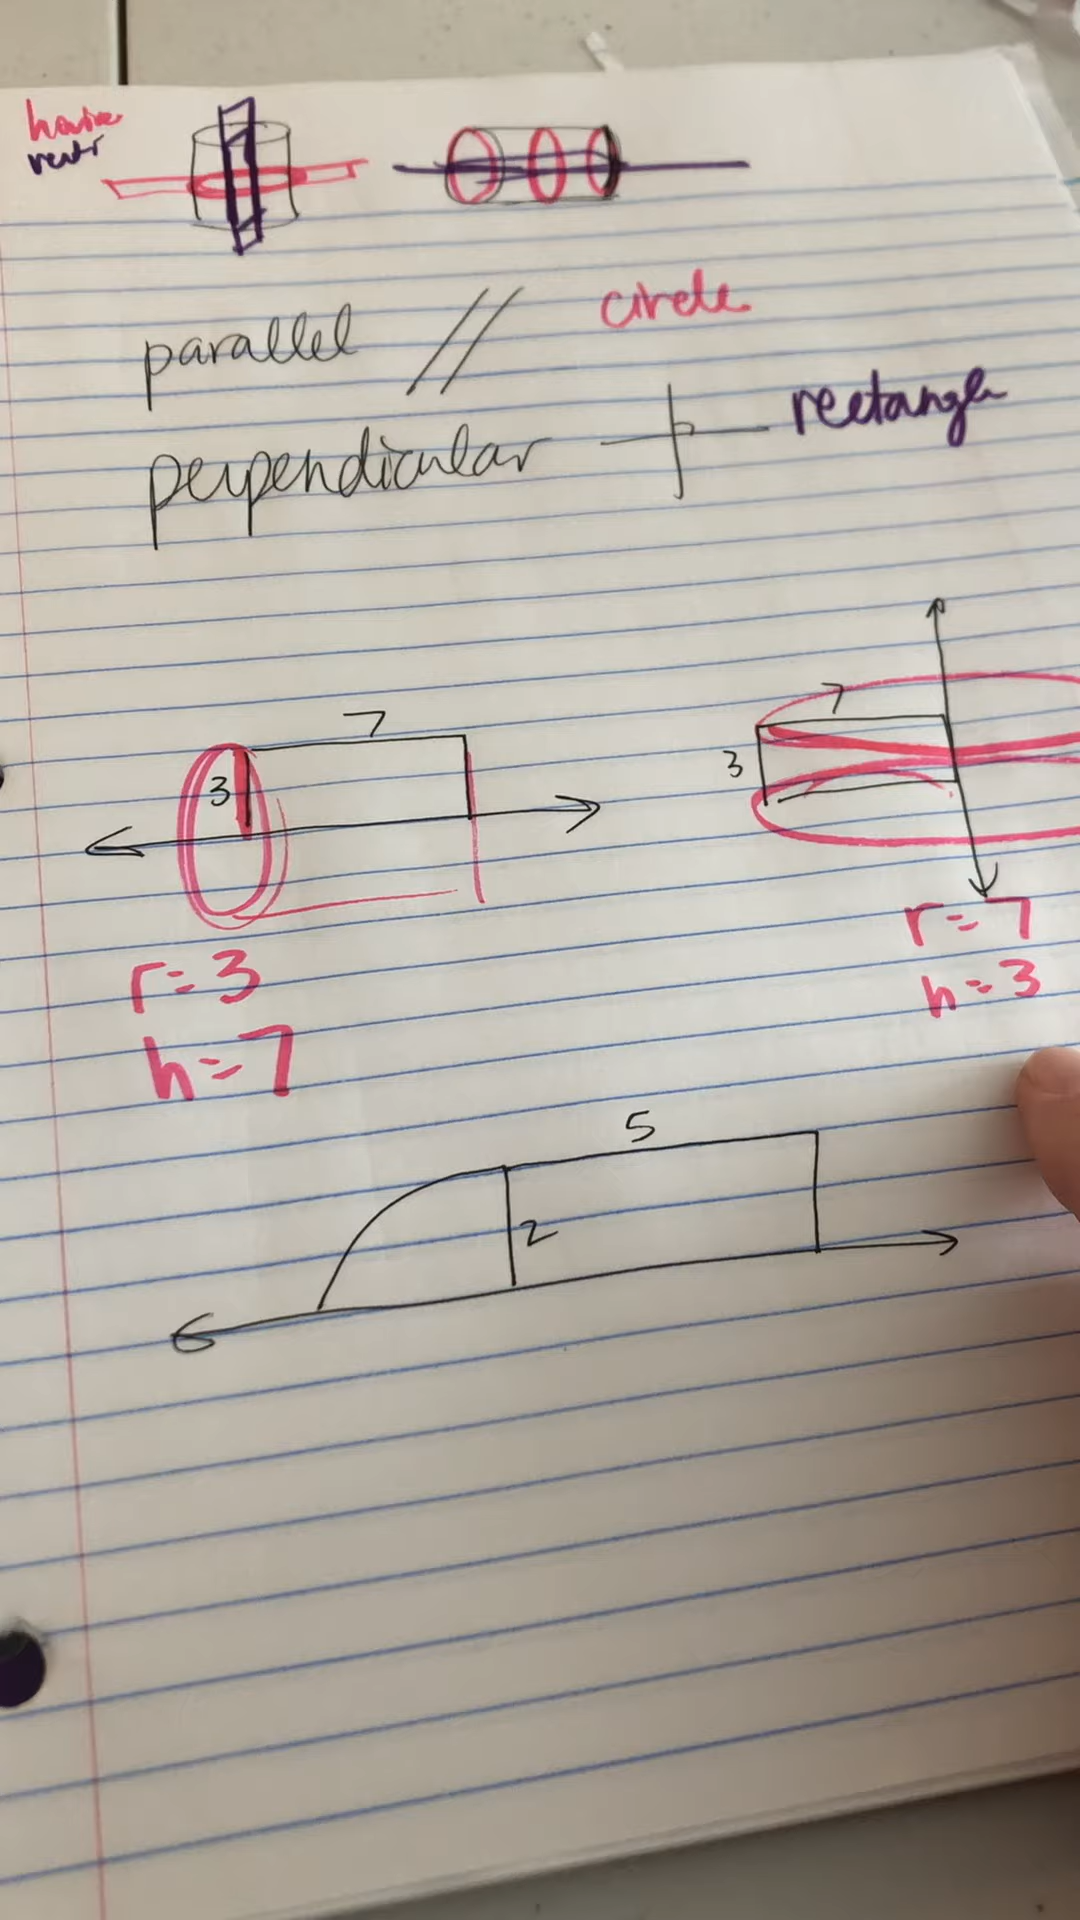 parallel // circle
perpendicular rectangle
7
3
7
3
r=3
h=7
r=7
h=3
5
2